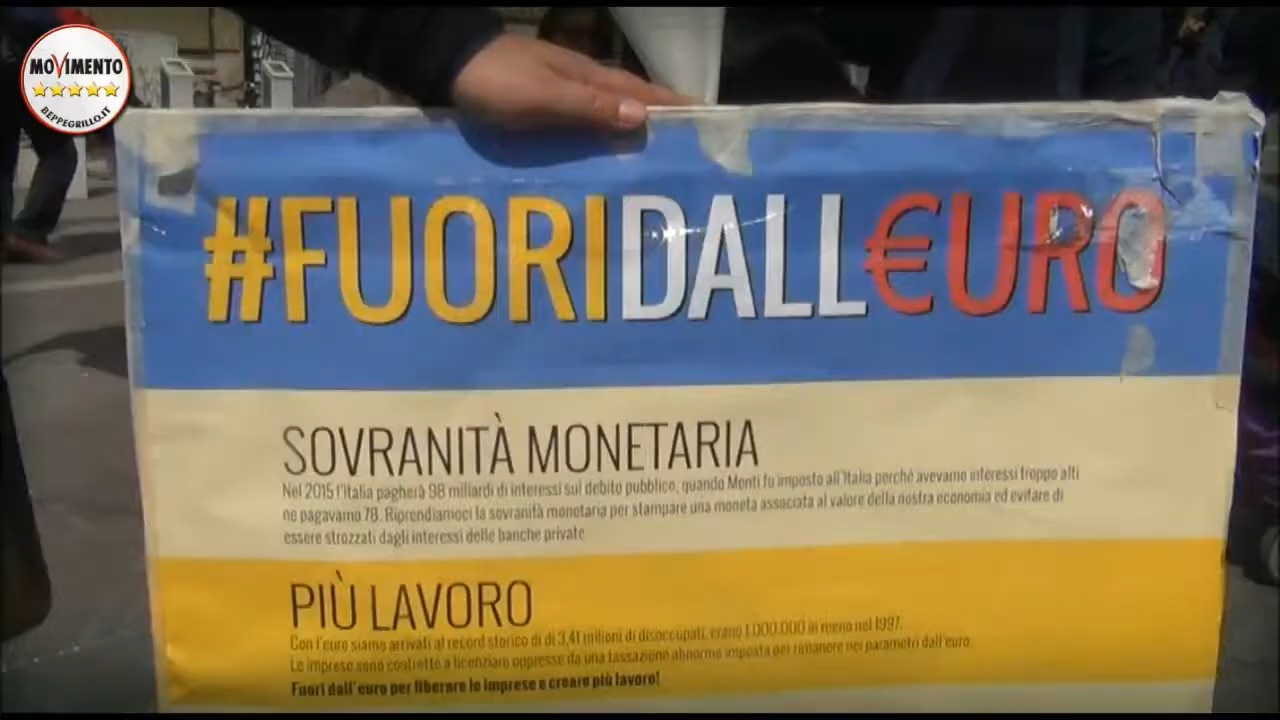 MOVIMENTO
BEPPEGRILLO.IT
#FUORIDALL€URO
SOVRANITÀ MONETARIA
Nel 2015 l'Italia pagherà 98 miliardi di interessi sul debito pubblico, quando Monti fu imposto all'Italia perché avevamo interessi troppo alti
ne pagavamo 78. Riprendiamoci la sovranità monetaria per stampare una moneta associata al valore della nostra economia ed evitare di
essere strozzati dagli interessi delle banche private
PIÙ LAVORO
Con l'euro siamo arrivati al record storico di di 3,41 milioni di disoccupati, erano 1.000.000 in meno nel 1997.
Le imprese sono costrette a licenziare oppresse da una tassazione abnorme imposta per rimanere nei parametri dall'euro.
Fuori dall'euro per liberare le imprese e creare più lavoro!